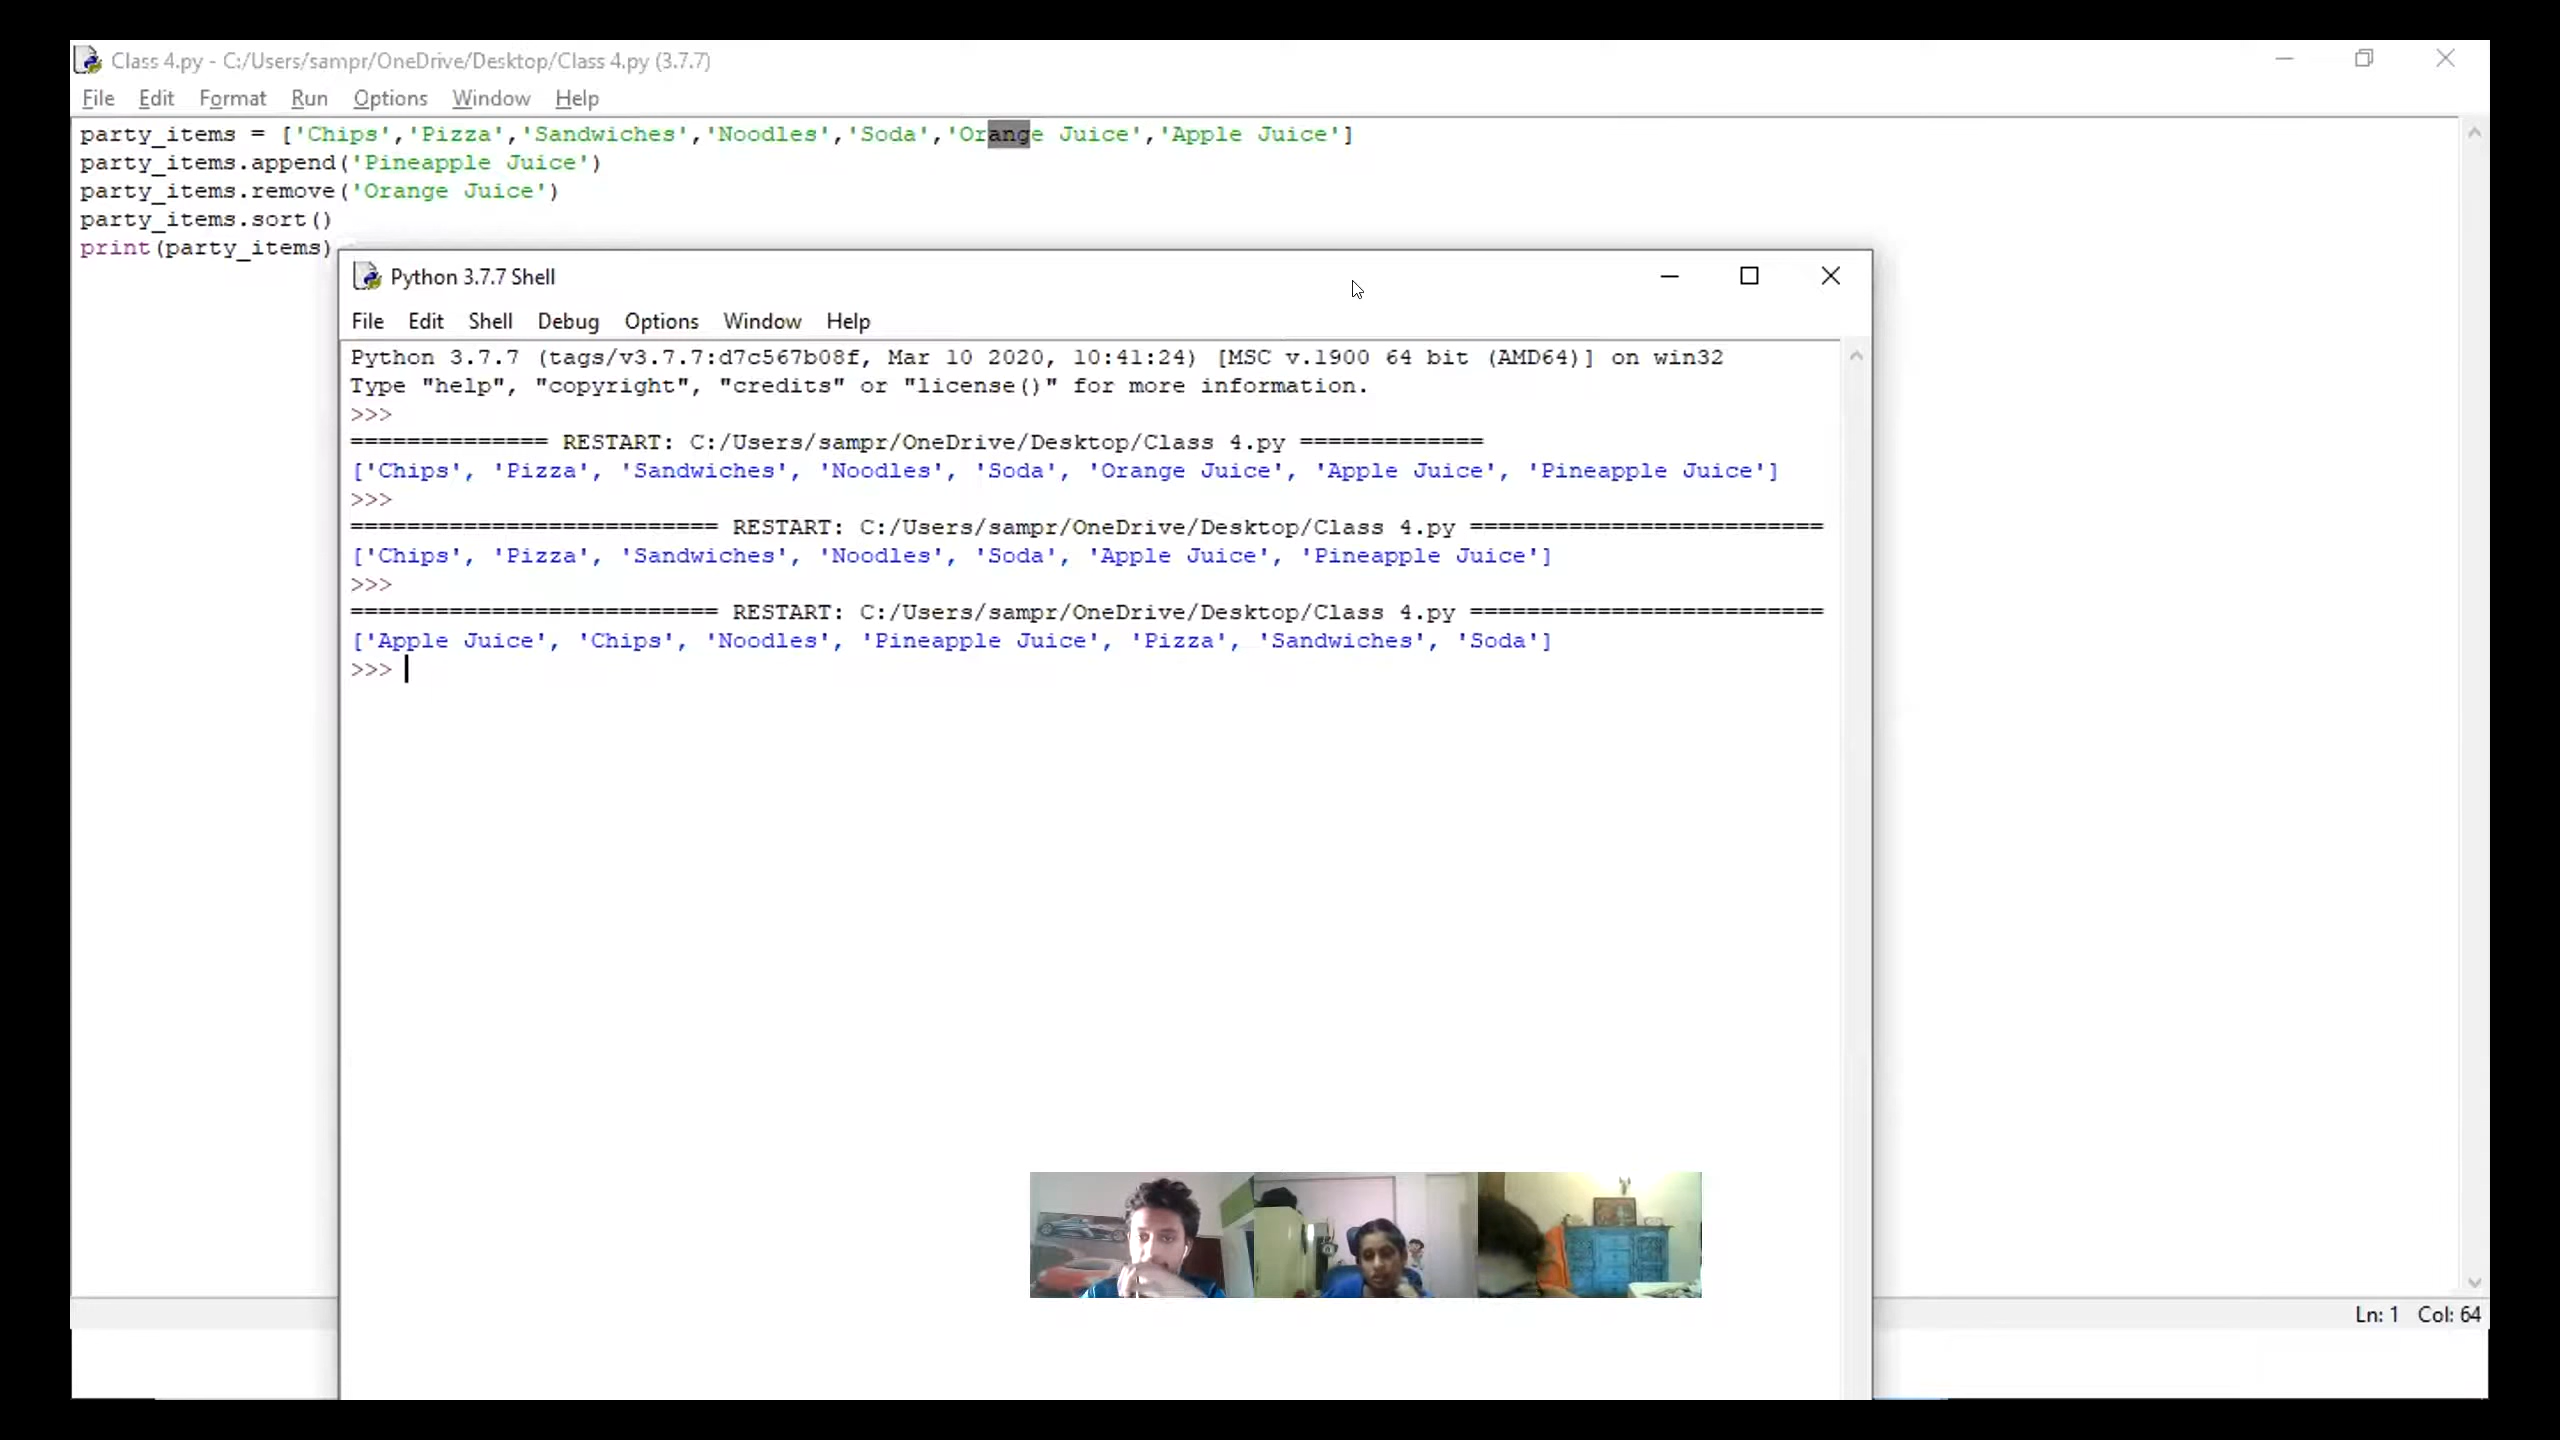 Class 4.py - C:/Users/sampr/OneDrive/Desktop/Class 4.py (3.7.7)
File Edit Format Run Options Window Help
party_items = ['Chips','Pizza','Sandwiches','Noodles','Soda','Orange Juice','Apple Juice']
party_items.append('Pineapple Juice')
party_items.remove('Orange Juice')
party_items.sort()
print(party_items)
Python 3.7.7 Shell
File Edit Shell Debug Options Window Help
Python 3.7.7 (tags/v3.7.7:d7c567b08f, Mar 10 2020, 10:41:24) [MSC v.1900 64 bit (AMD64)] on win32
Type "help", "copyright", "credits" or "license()" for more information.
>>>
============== RESTART: C:/Users/sampr/OneDrive/Desktop/Class 4.py =============
['Chips', 'Pizza', 'Sandwiches', 'Noodles', 'Soda', 'Orange Juice', 'Apple Juice', 'Pineapple Juice']
>>>
========================== RESTART: C:/Users/sampr/OneDrive/Desktop/Class 4.py =========================
['Chips', 'Pizza', 'Sandwiches', 'Noodles', 'Soda', 'Apple Juice', 'Pineapple Juice']
>>>
========================== RESTART: C:/Users/sampr/OneDrive/Desktop/Class 4.py =========================
['Apple Juice', 'Chips', 'Noodles', 'Pineapple Juice', 'Pizza', 'Sandwiches', 'Soda']
>>>
Ln: 1 Col: 64